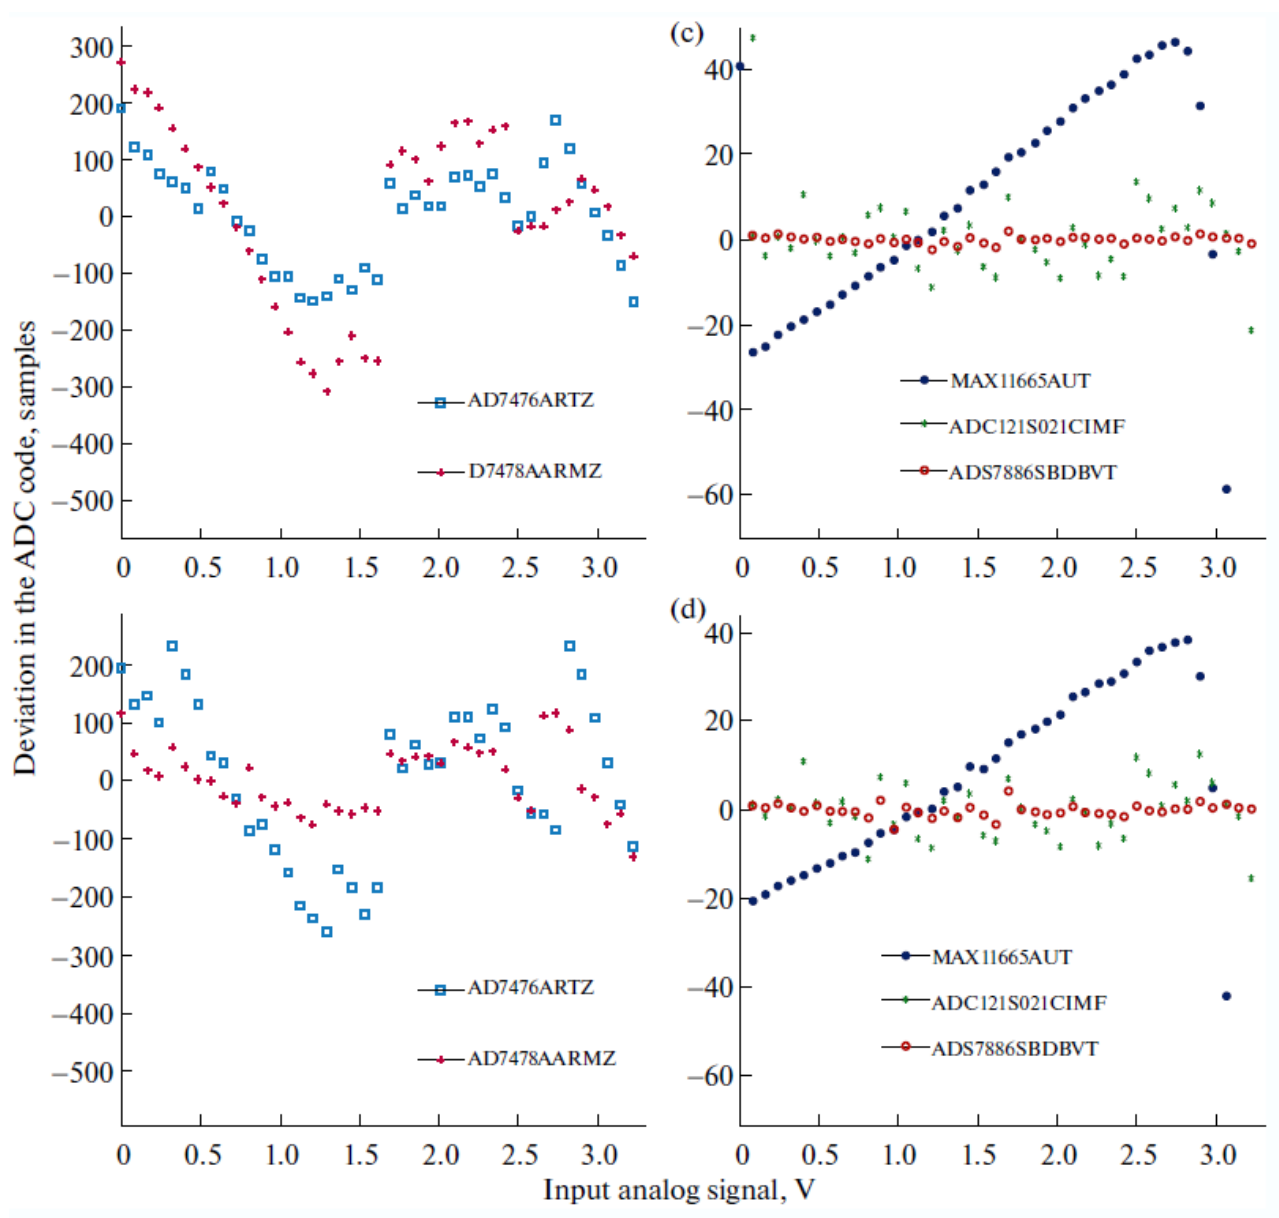 Deviation in the ADC code, samples
300
200
100
0
−100
−200
−300
−400
−500
AD7476ARTZ
D7478AARMZ
0 0.5 1.0 1.5 2.0 2.5 3.0
(c)
40
20
0
−20
−40
−60
MAX11665AUT
ADC121S021CIMF
ADS7886SBDBVT
0 0.5 1.0 1.5 2.0 2.5 3.0
200
100
0
−100
−200
−300
−400
−500
AD7476ARTZ
AD7478AARMZ
0 0.5 1.0 1.5 2.0 2.5 3.0
(d)
40
20
0
−20
−40
−60
MAX11665AUT
ADC121S021CIMF
ADS7886SBDBVT
0 0.5 1.0 1.5 2.0 2.5 3.0
Input analog signal, V